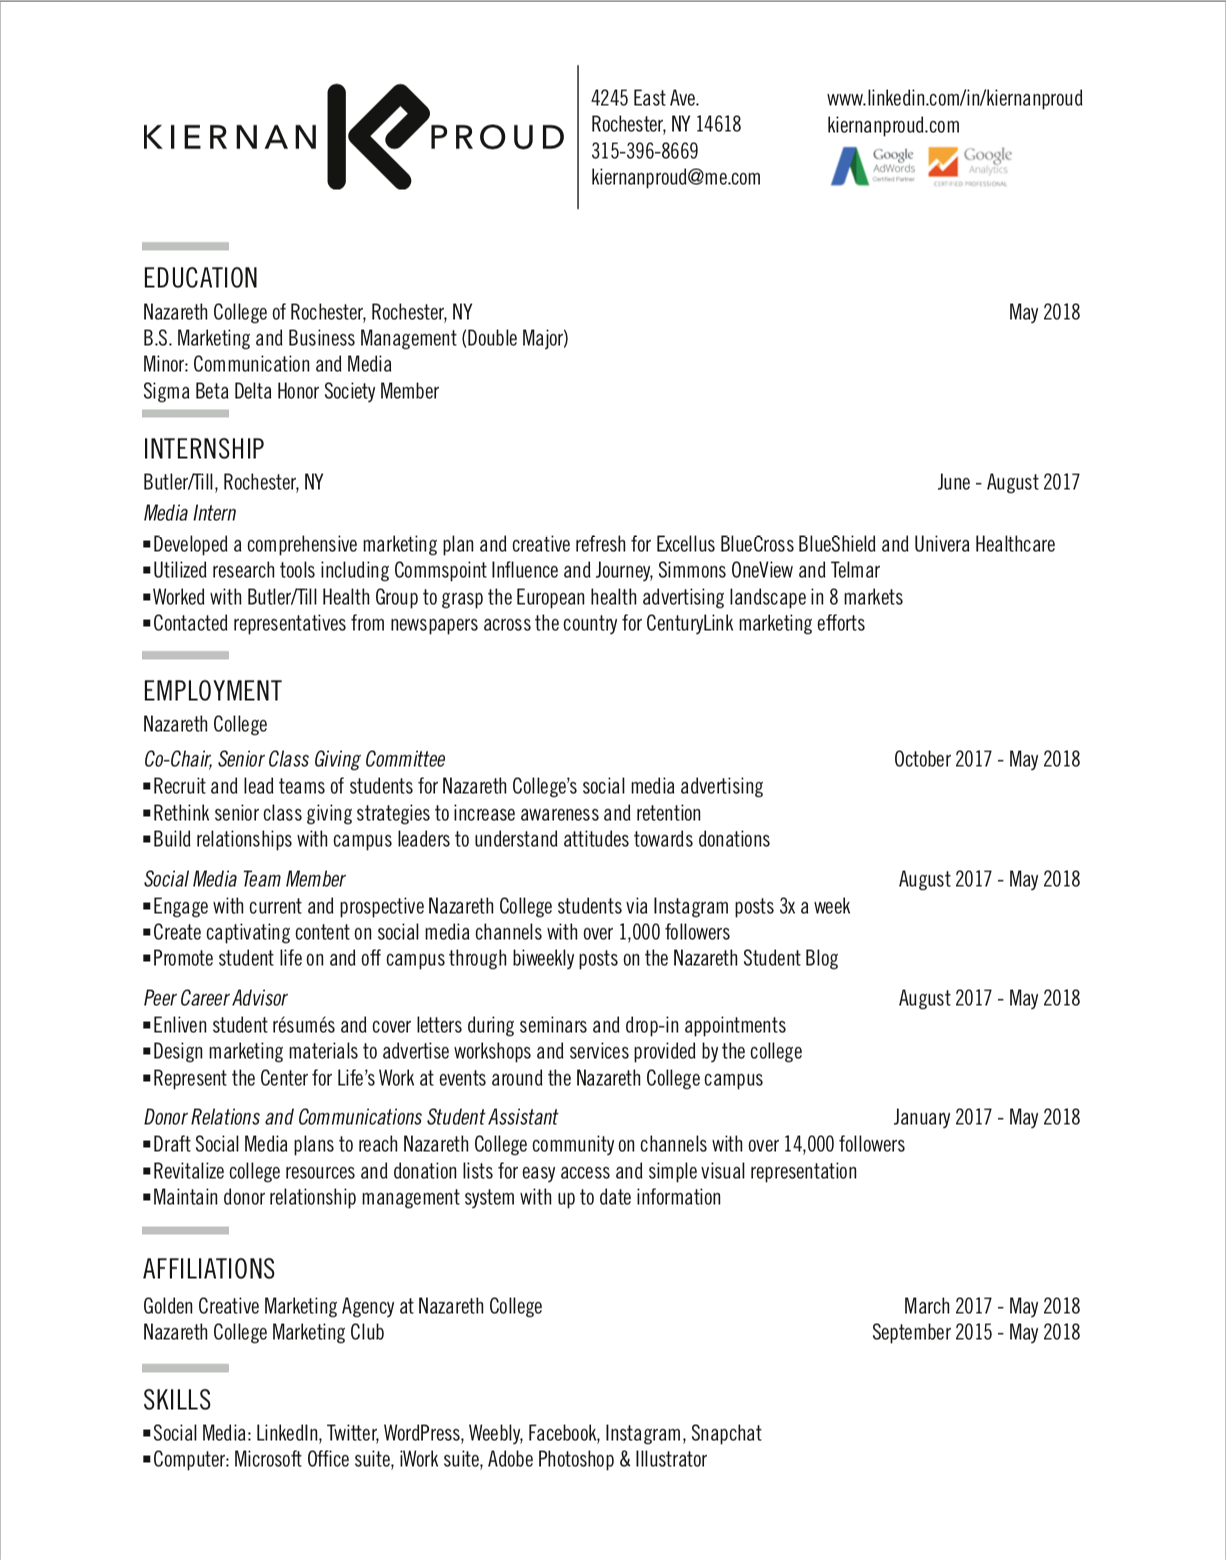 KIERNAN PROUD
4245 East Ave.
Rochester, NY 14618
315-396-8669
kiernanproud@me.com
www.linkedin.com/in/kiernanproud
kiernanproud.com
Google AdWords Certified Partner
Google Analytics CERTIFIED PROFESSIONAL
EDUCATION
Nazareth College of Rochester, Rochester, NY May 2018
B.S. Marketing and Business Management (Double Major)
Minor: Communication and Media
Sigma Beta Delta Honor Society Member
INTERNSHIP
Butler/Till, Rochester, NY June - August 2017
Media Intern
▪Developed a comprehensive marketing plan and creative refresh for Excellus BlueCross BlueShield and Univera Healthcare
▪Utilized research tools including Commspoint Influence and Journey, Simmons OneView and Telmar
▪Worked with Butler/Till Health Group to grasp the European health advertising landscape in 8 markets
▪Contacted representatives from newspapers across the country for CenturyLink marketing efforts
EMPLOYMENT
Nazareth College
Co-Chair, Senior Class Giving Committee October 2017 - May 2018
▪Recruit and lead teams of students for Nazareth College's social media advertising
▪Rethink senior class giving strategies to increase awareness and retention
▪Build relationships with campus leaders to understand attitudes towards donations
Social Media Team Member August 2017 - May 2018
▪Engage with current and prospective Nazareth College students via Instagram posts 3x a week
▪Create captivating content on social media channels with over 1,000 followers
▪Promote student life on and off campus through biweekly posts on the Nazareth Student Blog
Peer Career Advisor August 2017 - May 2018
▪Enliven student résumés and cover letters during seminars and drop-in appointments
▪Design marketing materials to advertise workshops and services provided by the college
▪Represent the Center for Life's Work at events around the Nazareth College campus
Donor Relations and Communications Student Assistant January 2017 - May 2018
▪Draft Social Media plans to reach Nazareth College community on channels with over 14,000 followers
▪Revitalize college resources and donation lists for easy access and simple visual representation
▪Maintain donor relationship management system with up to date information
AFFILIATIONS
Golden Creative Marketing Agency at Nazareth College March 2017 - May 2018
Nazareth College Marketing Club September 2015 - May 2018
SKILLS
▪Social Media: LinkedIn, Twitter, WordPress, Weebly, Facebook, Instagram, Snapchat
▪Computer: Microsoft Office suite, iWork suite, Adobe Photoshop & Illustrator